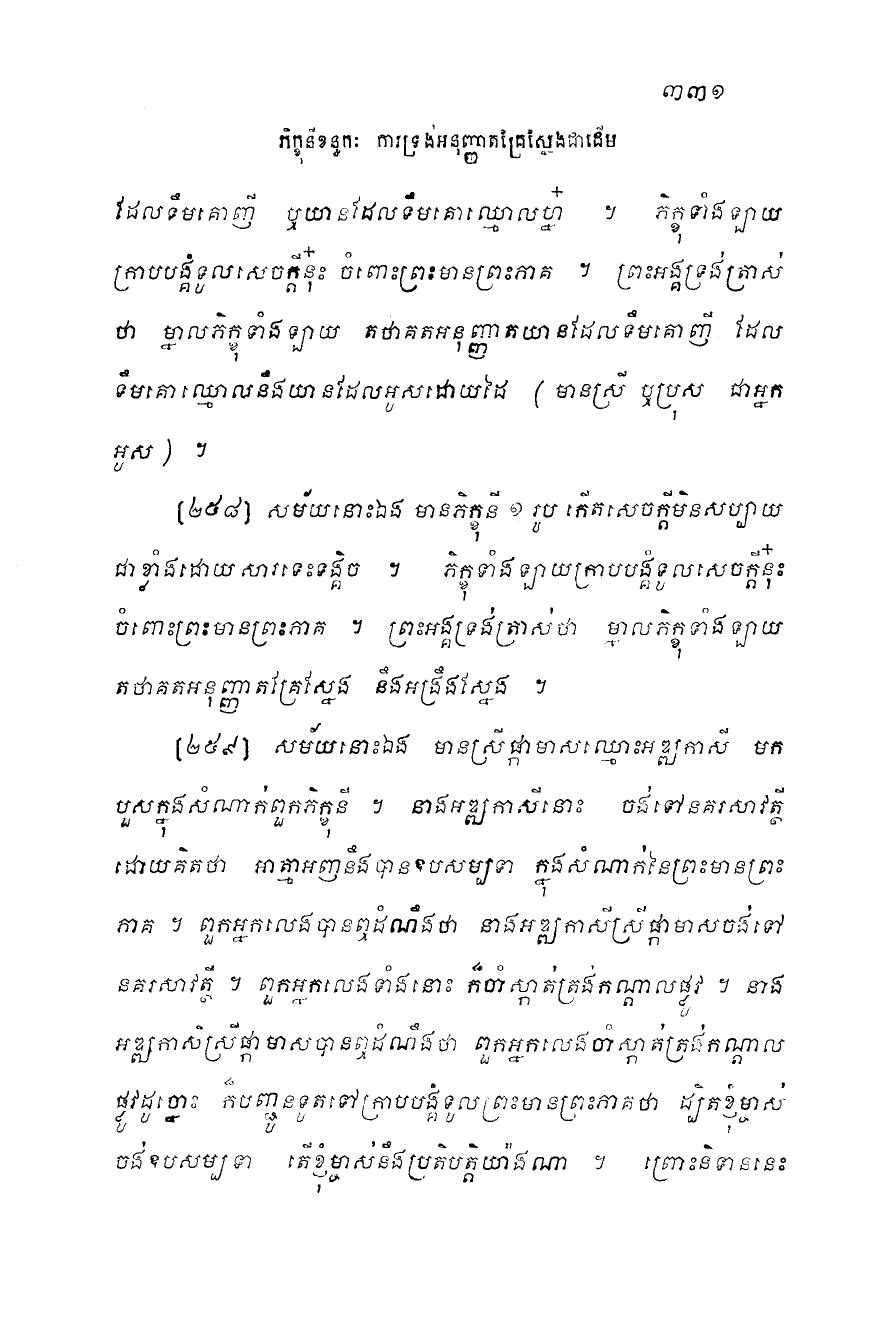 ៣៣១
ភិក្ខុនីខន្ធកៈ ការទ្រង់អនុញ្ញាតគ្រែស្នែងជាដើម
ដែលទឹមគោញី ឬយានដែលទឹមគោឈ្មោលហ្ន៎ ។ ភិក្ខុទាំងឡាយ
ក្រាបបង្គំទូលសេចក្តីនុ៎ះ ចំពោះព្រះមានព្រះភាគ ។ ព្រះអង្គទ្រង់ត្រាស់
ថា ម្នាលភិក្ខុទាំងឡាយ តថាគតអនុញ្ញាតយានដែលទឹមគោញី ដែល
ទឹមគោឈ្មោលនឹងយានដែលអូសដោយដៃ (មានស្រី ឬប្រុស ជាអ្នក
អូស) ។
[២៥៨] សម័យនោះឯង មានភិក្ខុនី ១ រូប កើតសេចក្តីមិនសប្បាយ
ជាខ្លាំងដោយសារទេះទង្គិច ។ ភិក្ខុទាំងឡាយក្រាបបង្គំទូលសេចក្តីនុ៎ះ
ចំពោះព្រះមានព្រះភាគ ។ ព្រះអង្គទ្រង់ត្រាស់ថា ម្នាលភិក្ខុទាំងឡាយ
តថាគតអនុញ្ញាតគ្រែស្នែង នឹងអង្រឹងស្នែង ។
[២៥៩] សម័យនោះឯង មានស្រីផ្កាមាសឈ្មោះអឌ្ឍកាសី មក
បួសក្នុងសំណាក់ពួកភិក្ខុនី ។ នាងអឌ្ឍកាសីនោះ ចង់ទៅនគរសាវត្ថី
ដោយគិតថា អាត្មាអញនឹងបានឧបសម្បទា ក្នុងសំណាក់នៃព្រះមានព្រះ
ភាគ ។ ពួកអ្នកលេងបានឮដំណឹងថា នាងអឌ្ឍកាសីស្រីផ្កាមាសចង់ទៅ
នគរសាវត្ថី ។ ពួកអ្នកលេងទាំងនោះ ក៏ចាំស្កាត់ត្រង់កណ្តាលផ្លូវ ។ នាង
អឌ្ឍកាសិស្រីផ្កាមាសបានឮដំណឹងថា ពួកអ្នកលេងចាំស្កាត់ត្រង់កណ្តាល
ផ្លូវដូច្នោះ ក៏បញ្ជូនទូតទៅក្រាបបង្គំទូលព្រះមានព្រះភាគថា ដ្បិតខ្ញុំម្ចាស់
ចង់ឧបសម្បទា តើខ្ញុំម្ចាស់នឹងប្រតិបត្តិយ៉ាងណា ។ ព្រោះនិទាននេះ